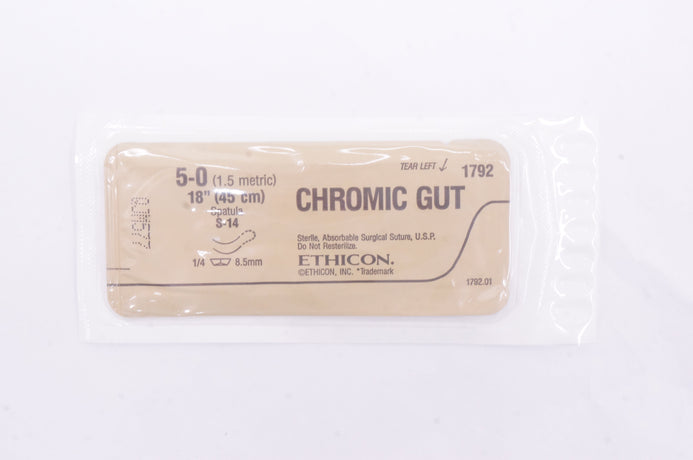 TEAR LEFT
1792
5-0 (1.5 metric)
18" (45 cm)
Spatula
S-14
1/4 8.5mm
CHROMIC GUT
Sterile, Absorbable Surgical Suture, U.S.P.
Do Not Resterilize.
ETHICON.
©ETHICON, INC. *Trademark
1792.01